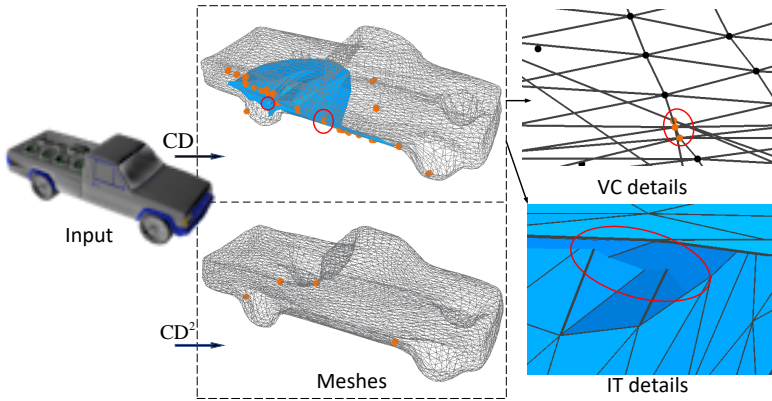 CD
VC details
Input
CD²
Meshes
IT details